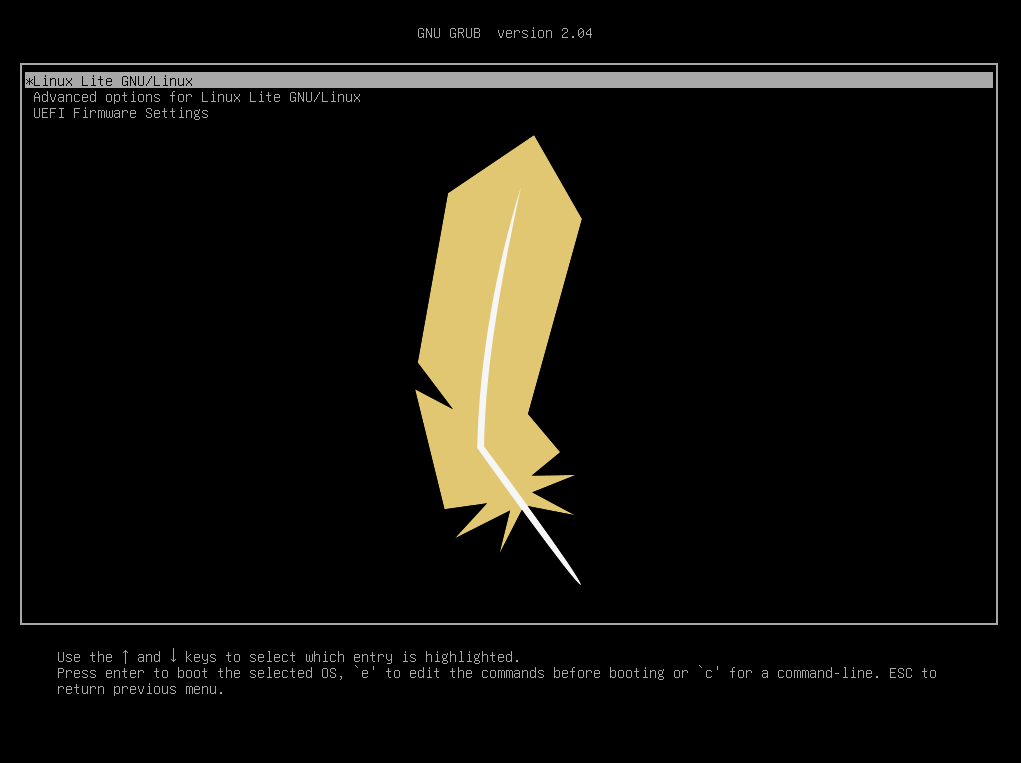 GNU GRUB  version 2.04
*Linux Lite GNU/Linux
Advanced options for Linux Lite GNU/Linux
UEFI Firmware Settings
Use the ↑ and ↓ keys to select which entry is highlighted.
Press enter to boot the selected OS, `e' to edit the commands before booting or `c' for a command-line. ESC to
return previous menu.